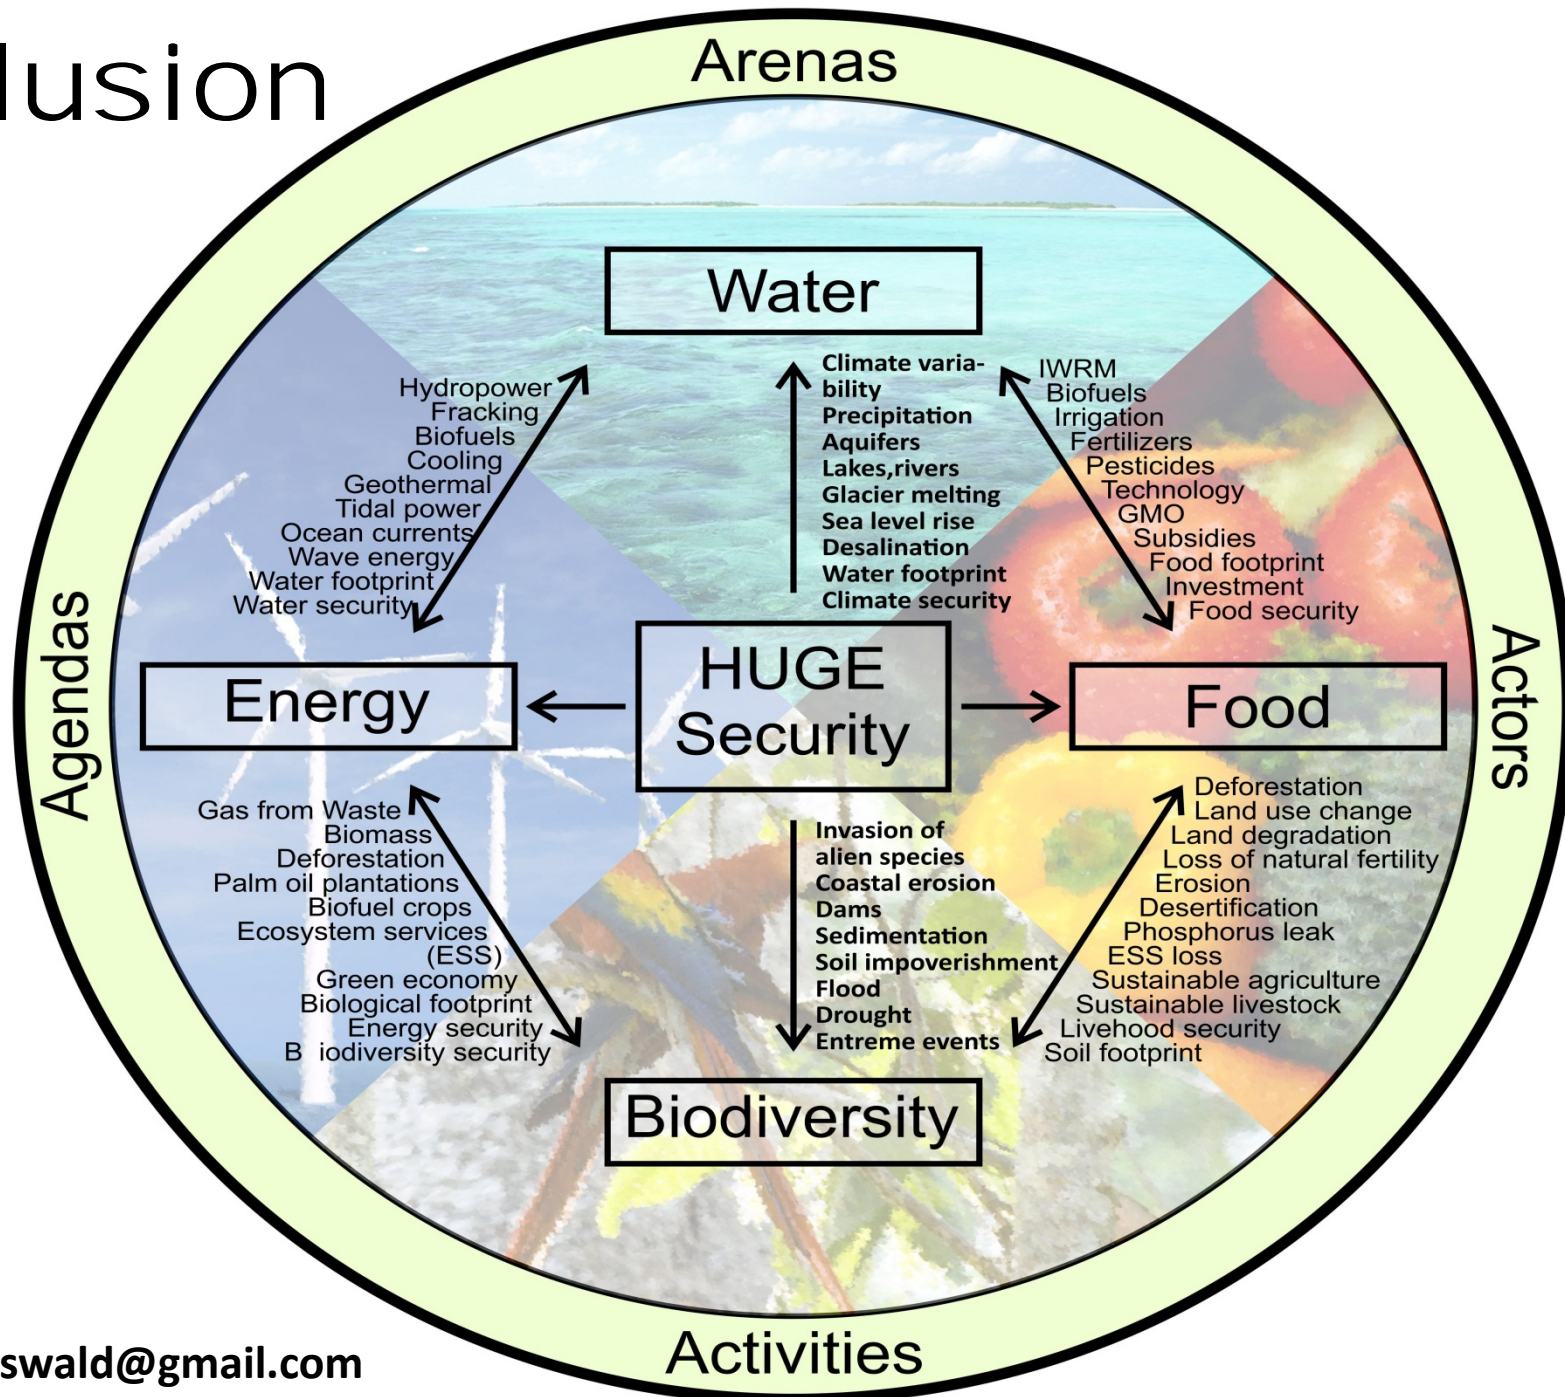 lusion
Arenas
Water
Hydropower
Fracking
Biofuels
Cooling
Geothermal
Tidal power
Ocean currents
Wave energy
Water footprint
Water security
Climate varia-
bility
Precipitation
Aquifers
Lakes,rivers
Glacier melting
Sea level rise
Desalination
Water footprint
Climate security
IWRM
Biofuels
Irrigation
Fertilizers
Pesticides
Technology
GMO
Subsidies
Food footprint
Investment
Food security
Agendas
Energy
HUGE
Security
Food
Actors
Gas from Waste
Biomass
Deforestation
Palm oil plantations
Biofuel crops
Ecosystem services
(ESS)
Green economy
Biological footprint
Energy security
B iodiversity security
Invasion of
alien species
Coastal erosion
Dams
Sedimentation
Soil impoverishment
Flood
Drought
Entreme events
Deforestation
Land use change
Land degradation
Loss of natural fertility
Erosion
Desertification
Phosphorus leak
ESS loss
Sustainable agriculture
Sustainable livestock
Livehood security
Soil footprint
Biodiversity
Activities
swald@gmail.com